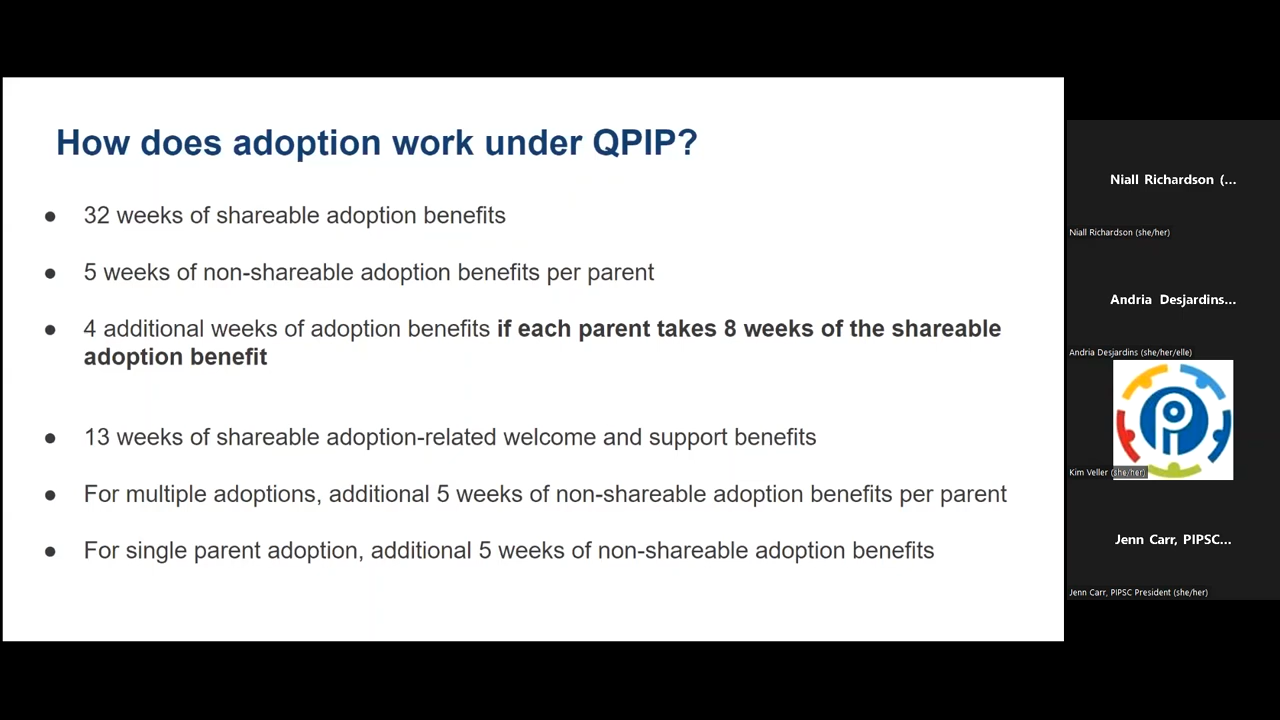 How does adoption work under QPIP?
● 32 weeks of shareable adoption benefits
● 5 weeks of non-shareable adoption benefits per parent
● 4 additional weeks of adoption benefits if each parent takes 8 weeks of the shareable
adoption benefit
● 13 weeks of shareable adoption-related welcome and support benefits
● For multiple adoptions, additional 5 weeks of non-shareable adoption benefits per parent
● For single parent adoption, additional 5 weeks of non-shareable adoption benefits
Niall Richardson (...
Niall Richardson (she/her)
Andria Desjardins...
Andria Desjardins (she/her/elle)
Kim Veller (she/her)
Jenn Carr, PIPSC...
Jenn Carr, PIPSC President (she/her)